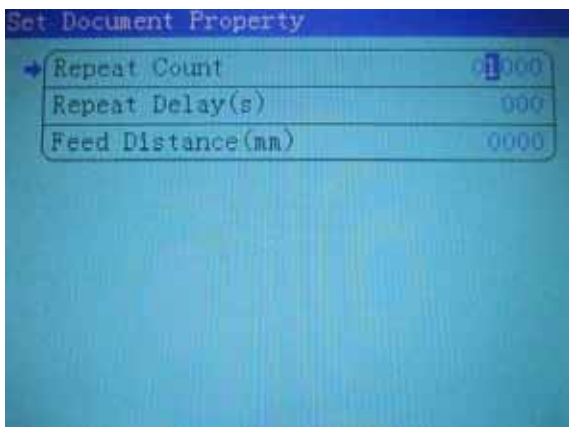 Set Document Property
Repeat Count 01000
Repeat Delay(s) 000
Feed Distance(mm) 0000